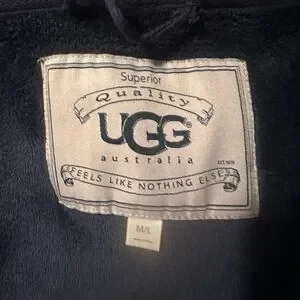 Superior
Quality
UGG
australia
EST. 1978
FEELS LIKE NOTHING ELSE
M/L